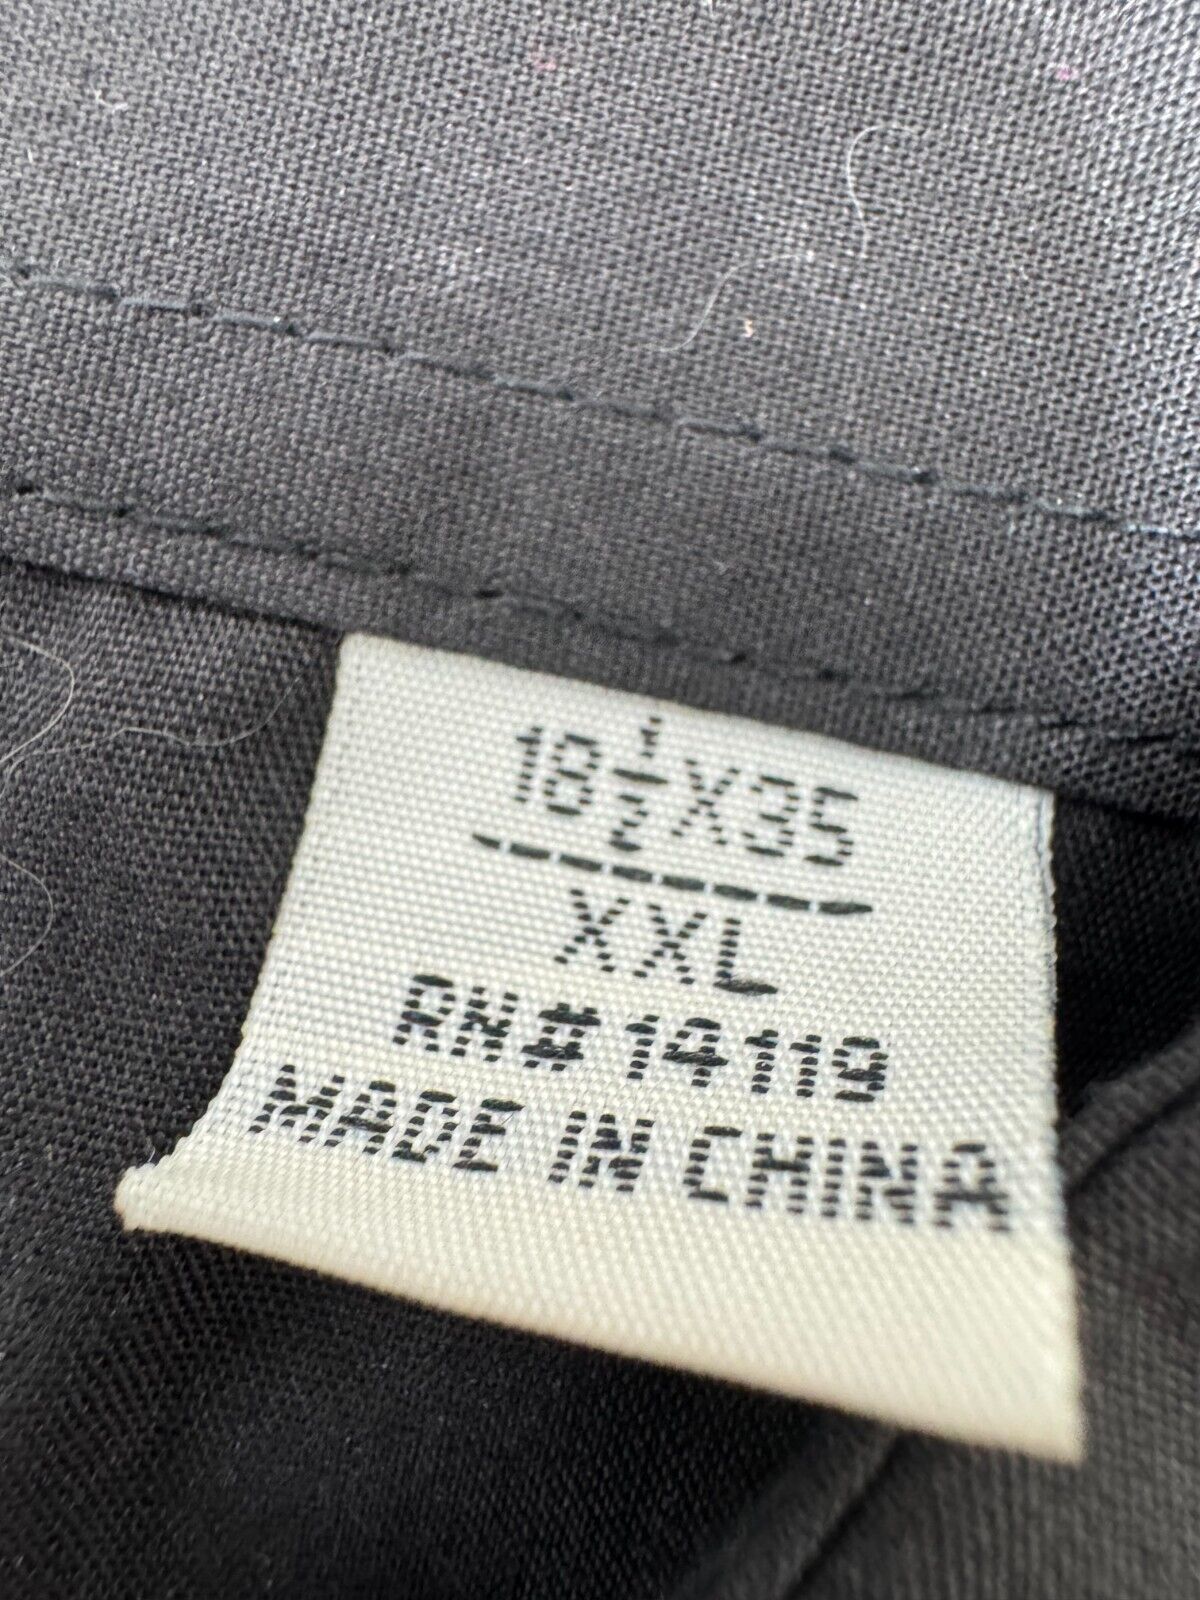 18½X35
XXL
RN# 14119
MADE IN CHINA